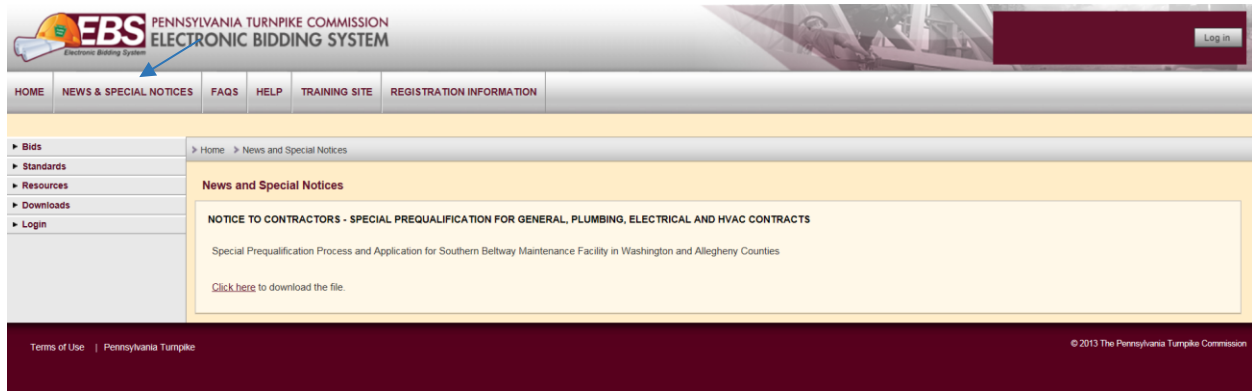 EBS
Electronic Bidding System
PENNSYLVANIA TURNPIKE COMMISSION
ELECTRONIC BIDDING SYSTEM
Log in
HOME NEWS & SPECIAL NOTICES FAQS HELP TRAINING SITE REGISTRATION INFORMATION
Bids
Standards
Resources
Downloads
Login
Home News and Special Notices
News and Special Notices
NOTICE TO CONTRACTORS - SPECIAL PREQUALIFICATION FOR GENERAL, PLUMBING, ELECTRICAL AND HVAC CONTRACTS
Special Prequalification Process and Application for Southern Beltway Maintenance Facility in Washington and Allegheny Counties
Click here to download the file.
Terms of Use | Pennsylvania Turnpike
© 2013 The Pennsylvania Turnpike Commission